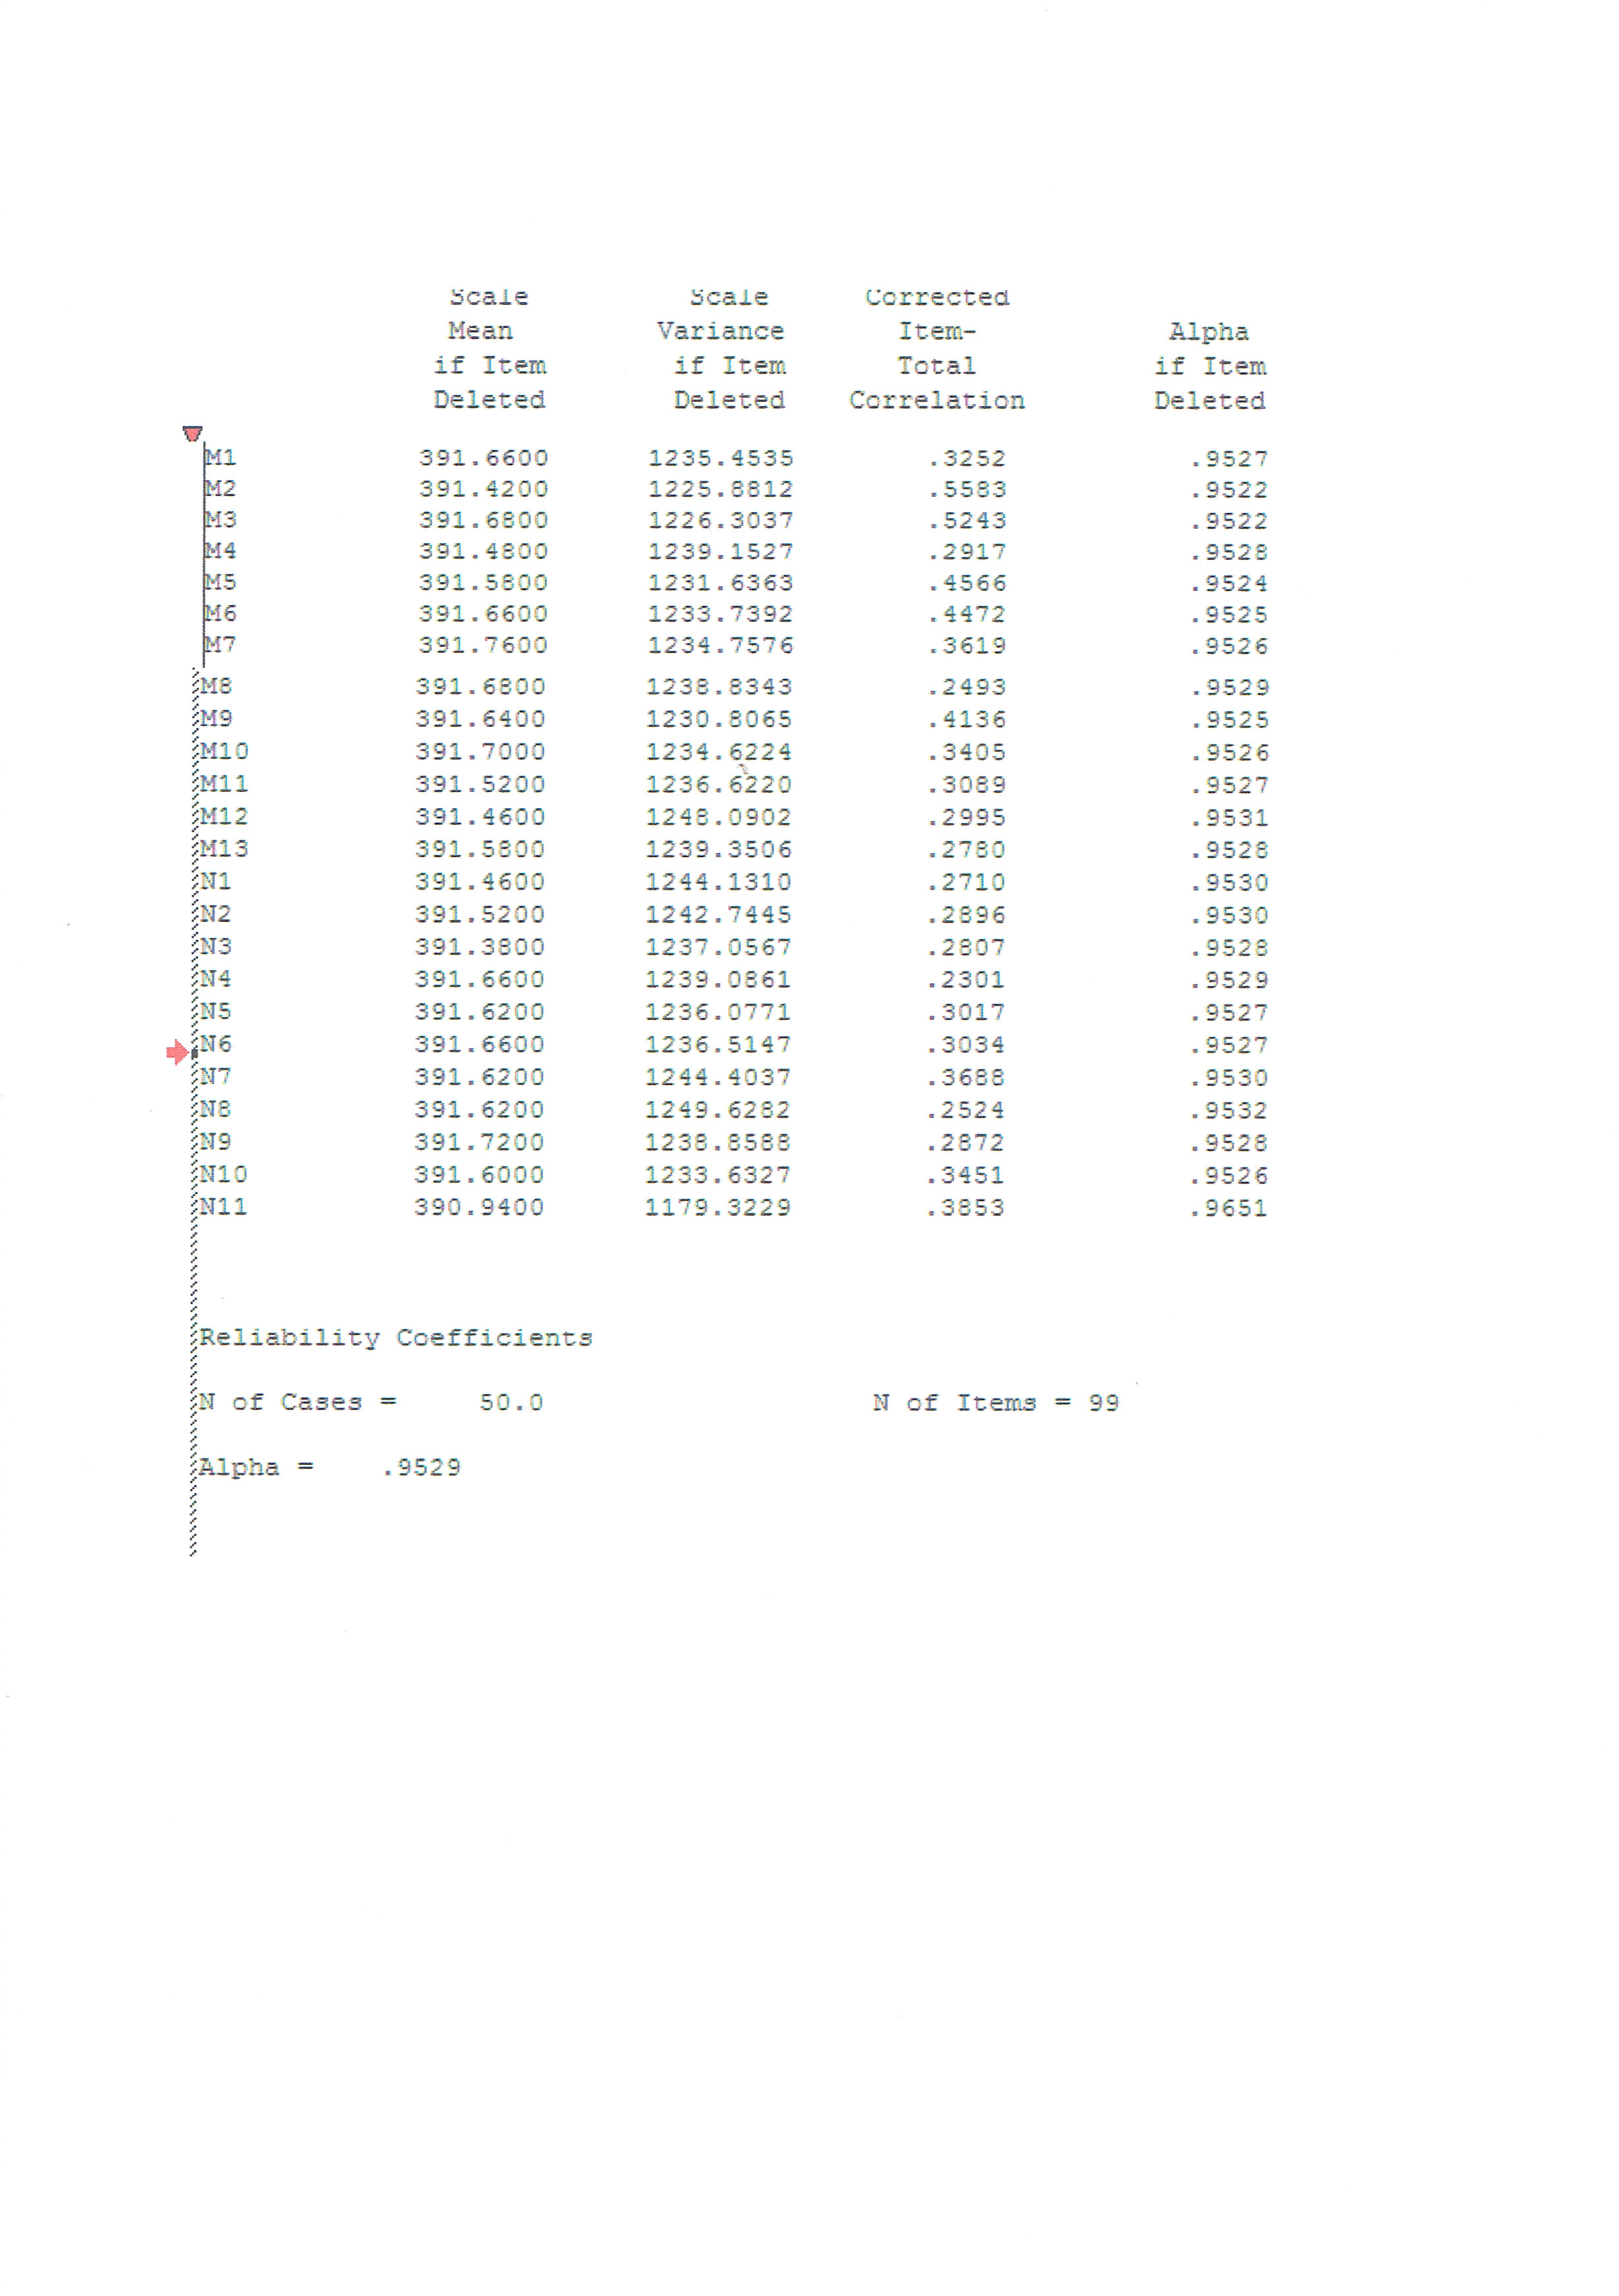 Scale Scale Corrected
Mean Variance Item- Alpha
if Item if Item Total if Item
Deleted Deleted Correlation Deleted
M1 391.6600 1235.4535 .3252 .9527
M2 391.4200 1225.8812 .5583 .9522
M3 391.6800 1226.3037 .5243 .9522
M4 391.4800 1239.1527 .2917 .9528
M5 391.5800 1231.6363 .4566 .9524
M6 391.6600 1233.7392 .4472 .9525
M7 391.7600 1234.7576 .3619 .9526
M8 391.6800 1238.8343 .2493 .9529
M9 391.6400 1230.8065 .4136 .9525
M10 391.7000 1234.6224 .3405 .9526
M11 391.5200 1236.6220 .3089 .9527
M12 391.4600 1248.0902 .2995 .9531
M13 391.5800 1239.3506 .2780 .9528
N1 391.4600 1244.1310 .2710 .9530
N2 391.5200 1242.7445 .2896 .9530
N3 391.3800 1237.0567 .2807 .9528
N4 391.6600 1239.0861 .2301 .9529
N5 391.6200 1236.0771 .3017 .9527
N6 391.6600 1236.5147 .3034 .9527
N7 391.6200 1244.4037 .3688 .9530
N8 391.6200 1249.6282 .2524 .9532
N9 391.7200 1238.8588 .2872 .9528
N10 391.6000 1233.6327 .3451 .9526
N11 390.9400 1179.3229 .3853 .9651
Reliability Coefficients
N of Cases = 50.0 N of Items = 99
Alpha = .9529